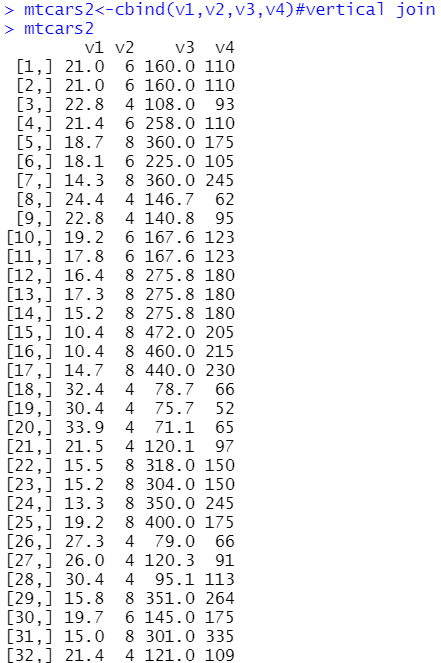 > mtcars2<-cbind(v1,v2,v3,v4)#vertical join
> mtcars2
v1 v2 v3 v4
[1,] 21.0 6 160.0 110
[2,] 21.0 6 160.0 110
[3,] 22.8 4 108.0 93
[4,] 21.4 6 258.0 110
[5,] 18.7 8 360.0 175
[6,] 18.1 6 225.0 105
[7,] 14.3 8 360.0 245
[8,] 24.4 4 146.7 62
[9,] 22.8 4 140.8 95
[10,] 19.2 6 167.6 123
[11,] 17.8 6 167.6 123
[12,] 16.4 8 275.8 180
[13,] 17.3 8 275.8 180
[14,] 15.2 8 275.8 180
[15,] 10.4 8 472.0 205
[16,] 10.4 8 460.0 215
[17,] 14.7 8 440.0 230
[18,] 32.4 4 78.7 66
[19,] 30.4 4 75.7 52
[20,] 33.9 4 71.1 65
[21,] 21.5 4 120.1 97
[22,] 15.5 8 318.0 150
[23,] 15.2 8 304.0 150
[24,] 13.3 8 350.0 245
[25,] 19.2 8 400.0 175
[26,] 27.3 4 79.0 66
[27,] 26.0 4 120.3 91
[28,] 30.4 4 95.1 113
[29,] 15.8 8 351.0 264
[30,] 19.7 6 145.0 175
[31,] 15.0 8 301.0 335
[32,] 21.4 4 121.0 109